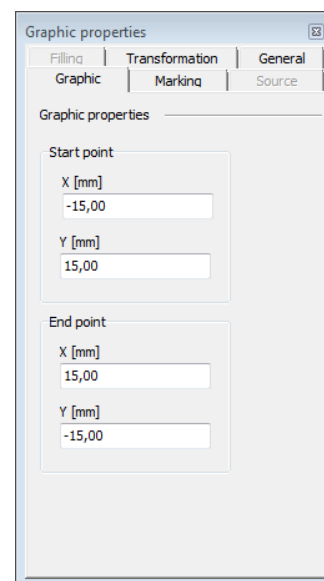 Graphic properties
Filling Transformation General
Graphic Marking Source
Graphic properties
Start point
X [mm]
-15,00
Y [mm]
15,00
End point
X [mm]
15,00
Y [mm]
-15,00